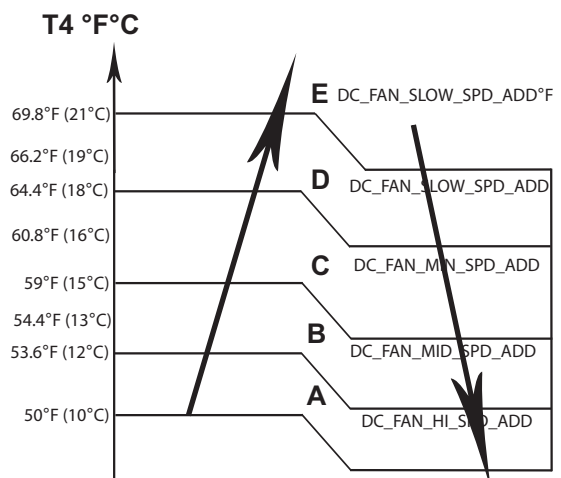 T4 °F°C
E DC_FAN_SLOW_SPD_ADD°F
69.8°F (21°C)
66.2°F (19°C)
D DC_FAN_SLOW_SPD_ADD
64.4°F (18°C)
60.8°F (16°C)
C DC_FAN_MIN_SPD_ADD
59°F (15°C)
54.4°F (13°C)
B
53.6°F (12°C)
DC_FAN_MID_SPD_ADD
A
50°F (10°C)
DC_FAN_HI_SPD_ADD